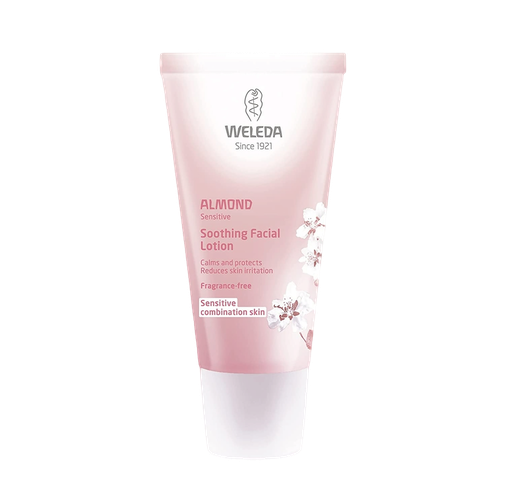 WELEDA
Since 1921
ALMOND
Sensitive
Soothing Facial
Lotion
Calms and protects
Reduces skin irritation
Fragrance-free
Sensitive
combination skin